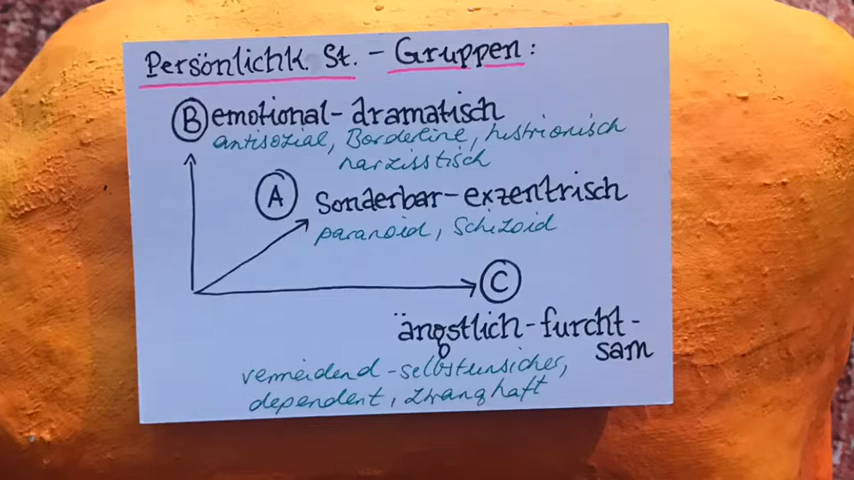 Persönlichk. St. - Gruppen:
B emotional-dramatisch
antisozial, Borderline, histrionisch
narzisstisch
A Sonderbar-exzentrisch
paranoid, Schizoid
C
ängstlich-furcht-
sam
vermeidend-selbstunsicher,
dependent, zwanghaft